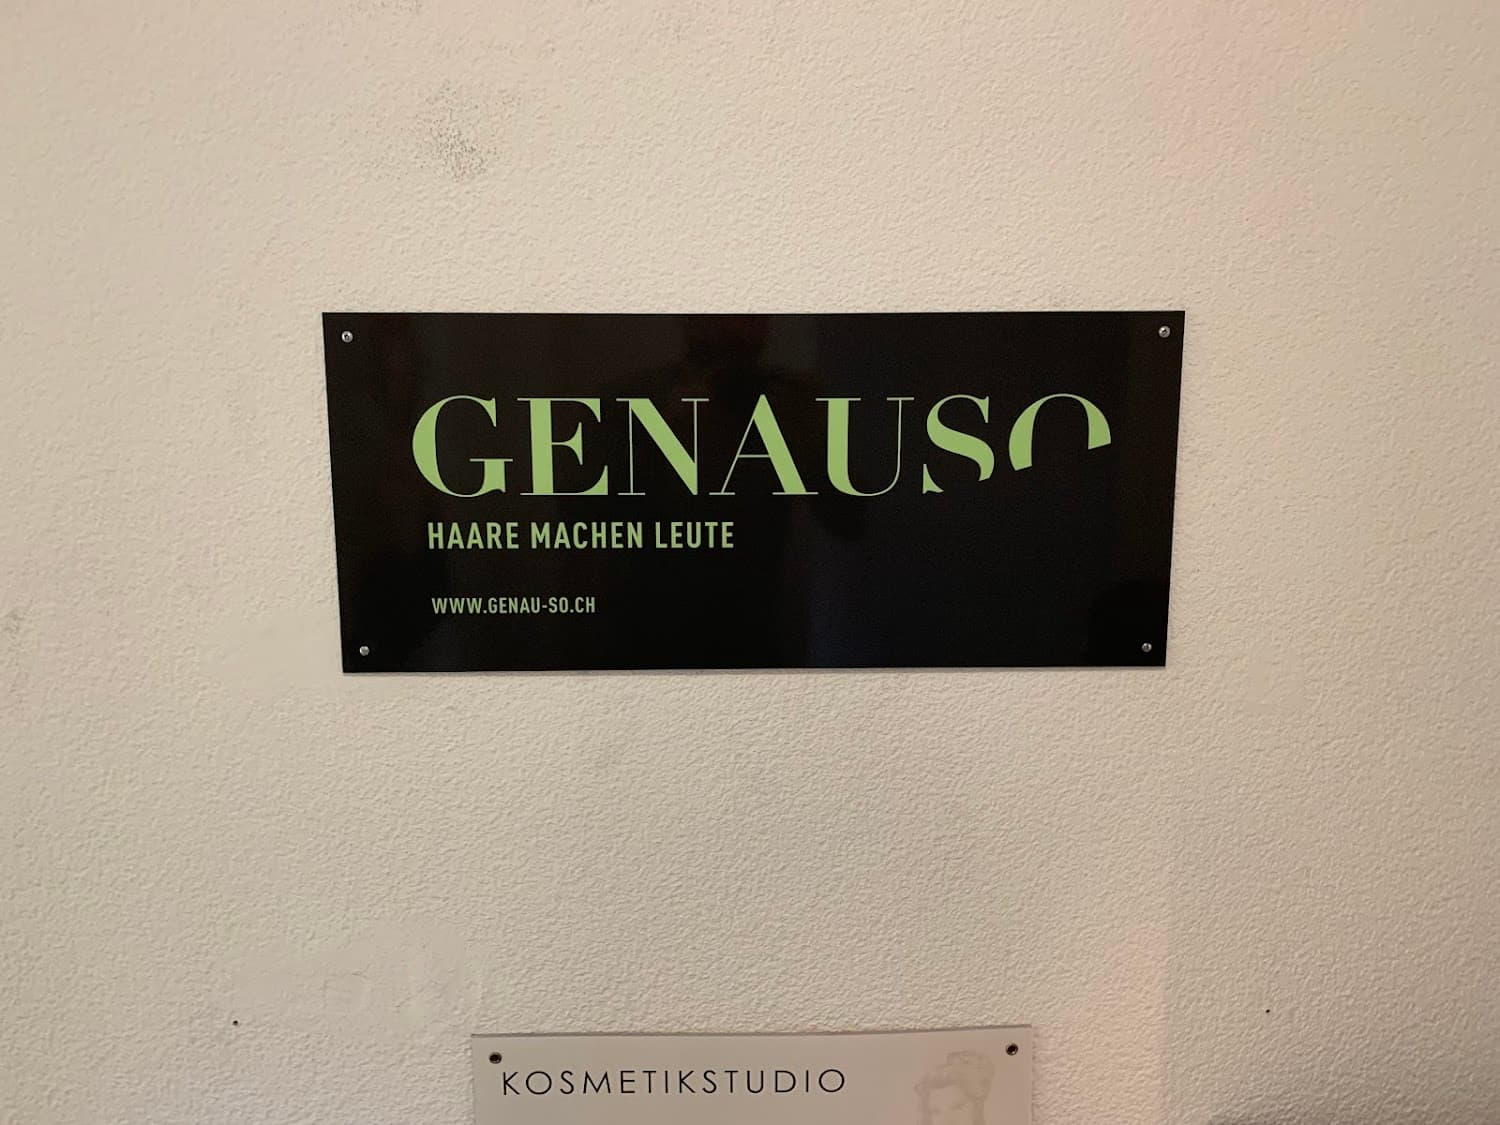 GENAUSO
HAARE MACHEN LEUTE
WWW.GENAU-SO.CH
KOSMETIKSTUDIO